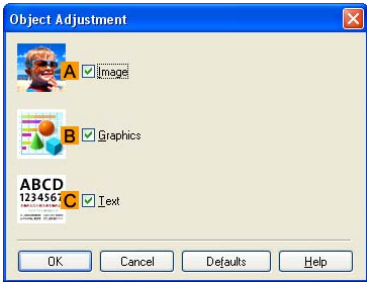 Object Adjustment
A Image
B Graphics
ABCD
1234567
C Text
OK Cancel Defaults Help